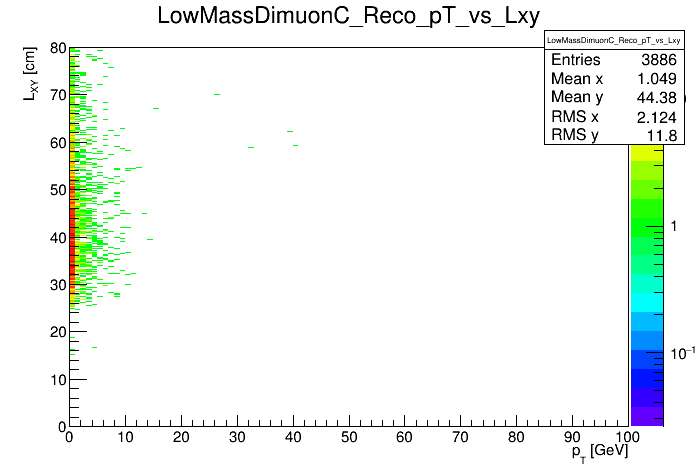 LowMassDimuonC_Reco_pT_vs_Lxy
LowMassDimuonC_Reco_pT_vs_Lxy
Entries 3886
Mean x 1.049
Mean y 44.38
RMS x 2.124
RMS y 11.8
L_XY [cm]
80
70
60
50
40
30
20
10
0
1
10^−1
0 10 20 30 40 50 60 70 80 90 100
p_T [GeV]